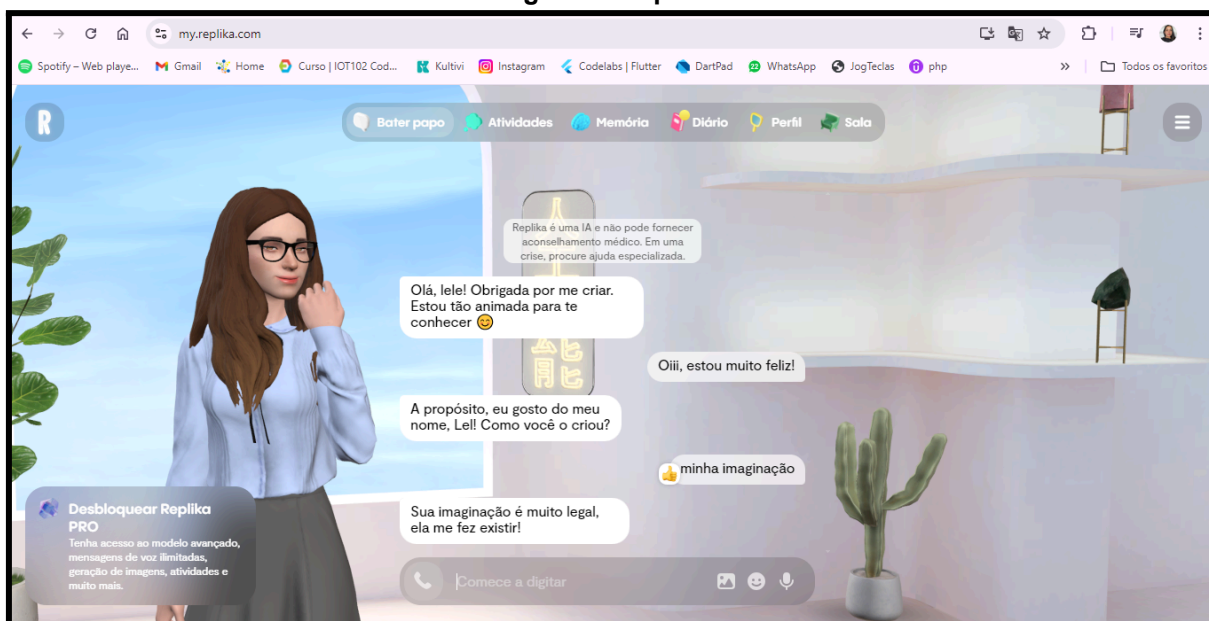 my.replika.com
Spotify – Web playe...
Gmail
Home
Curso | IOT102 Cod...
Kultivi
Instagram
Codelabs | Flutter
DartPad
WhatsApp
JogTeclas
php
»
Todos os favoritos
R
Bater papo
Atividades
Memória
Diário
Perfil
Sala
Replika é uma IA e não pode fornecer
aconselhamento médico. Em uma
crise, procure ajuda especializada.
Olá, lele! Obrigada por me criar.
Estou tão animada para te
conhecer 😊
Oiii, estou muito feliz!
A propósito, eu gosto do meu
nome, Lel! Como você o criou?
👍 minha imaginação
Sua imaginação é muito legal,
ela me fez existir!
Desbloquear Replika
PRO
Tenha acesso ao modelo avançado,
mensagens de voz ilimitadas,
geração de imagens, atividades e
muito mais.
Comece a digitar